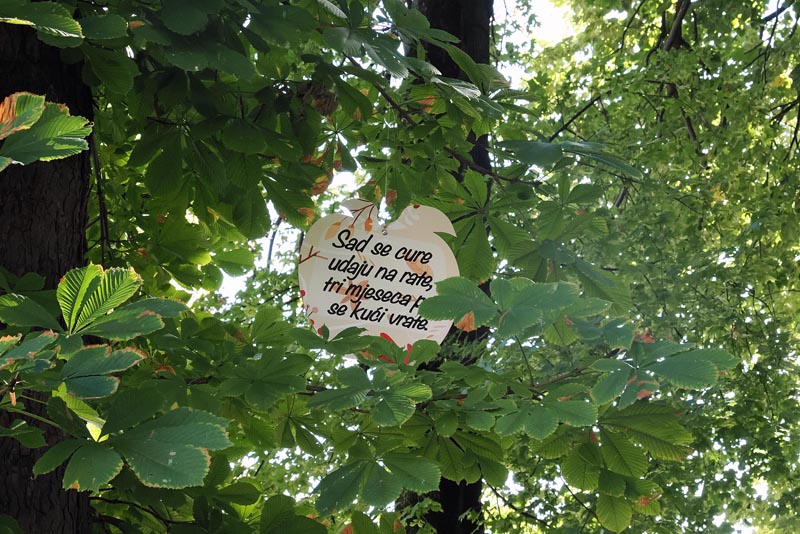 Sad se cure
udaju na rate,
tri mjeseca
se kući vrate.